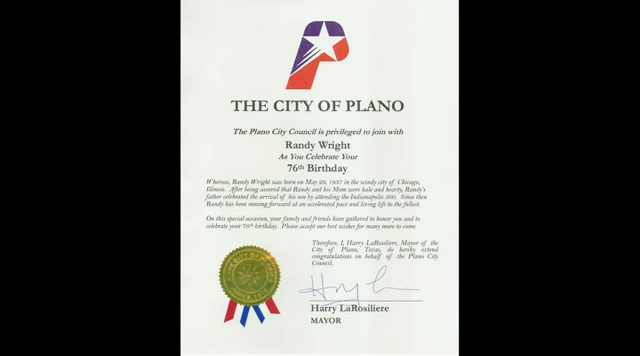 THE CITY OF PLANO
The Plano City Council is privileged to join with
Randy Wright
As You Celebrate Your
76th Birthday
Whereas, Randy Wright was born on May 29, 1937 in the windy city of Chicago,
Illinois. After being assured that Randy and his Mom were hale and hearty, Randy's
father celebrated the arrival of his son by attending the Indianapolis 500. Since then
Randy has been moving forward at an accelerated pace and living life to the fullest.
On this special occasion, your family and friends have gathered to honor you and to
celebrate your 76th birthday. Please accept our best wishes for many more to come.
Therefore, I, Harry LaRosiliere, Mayor of the
City of Plano, Texas, do hereby extend
congratulations on behalf of the Plano City
Council.
Harry LaRosiliere
MAYOR